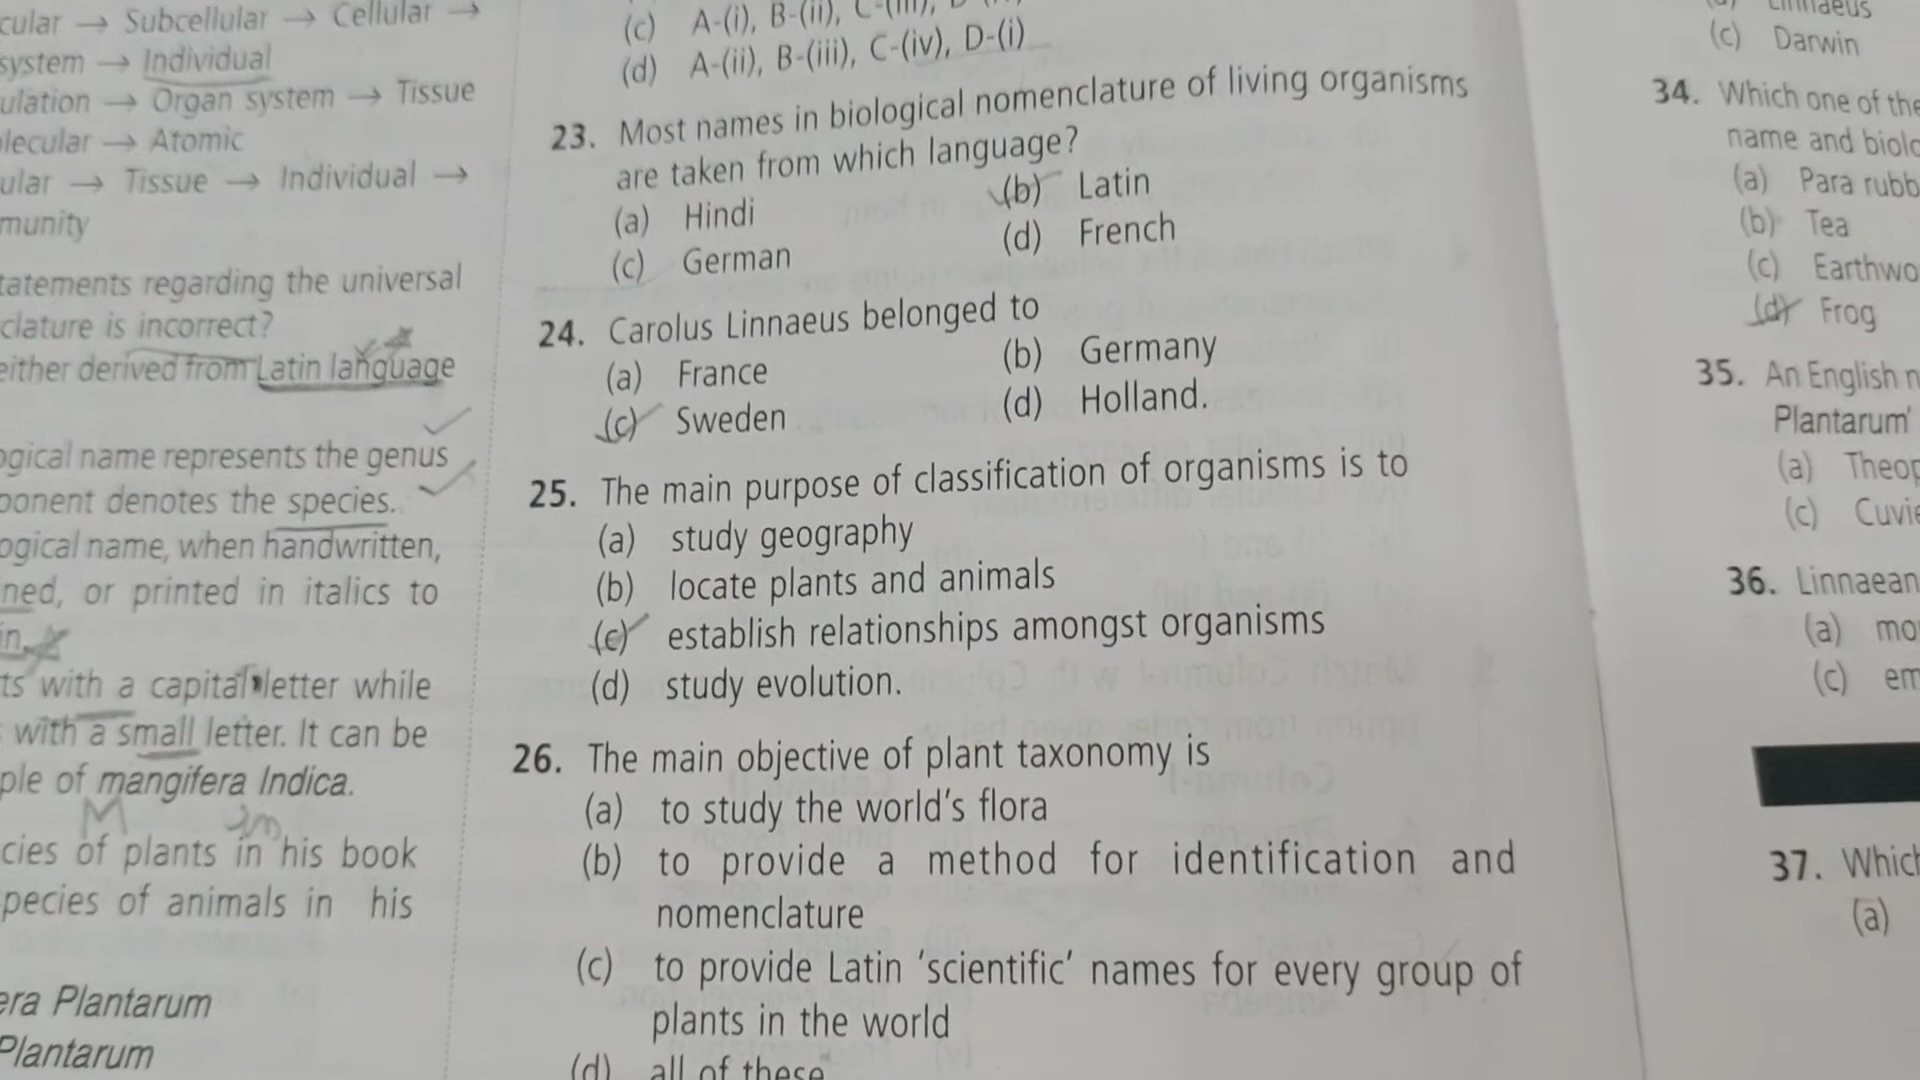 cular → Subcellular → Cellular →
system → Individual
ulation → Organ system → Tissue
lecular → Atomic
ular → Tissue → Individual →
munity
tatements regarding the universal
clature is incorrect?
either derived from Latin language
ogical name represents the genus
ponent denotes the species.
ogical name, when handwritten,
ned, or printed in italics to
in.
ts with a capital letter while
with a small letter. It can be
ple of mangifera Indica.
M In
cies of plants in his book
pecies of animals in his
era Plantarum
Plantarum
(c) A-(i), B-(ii), C-(iii),
(d) A-(ii), B-(iii), C-(iv), D-(i)
23. Most names in biological nomenclature of living organisms
are taken from which language?
(a) Hindi (b) Latin
(c) German (d) French
24. Carolus Linnaeus belonged to
(a) France (b) Germany
(c) Sweden (d) Holland.
25. The main purpose of classification of organisms is to
(a) study geography
(b) locate plants and animals
(c) establish relationships amongst organisms
(d) study evolution.
26. The main objective of plant taxonomy is
(a) to study the world's flora
(b) to provide a method for identification and
nomenclature
(c) to provide Latin 'scientific' names for every group of
plants in the world
(d) all of these
Linnaeus
(c) Darwin
34. Which one of the
name and biolo
(a) Para rubb
(b) Tea
(c) Earthwo
(d) Frog
35. An English n
Plantarum'
(a) Theop
(c) Cuvie
36. Linnaean
(a) mo
(c) em
37. Which
(a)